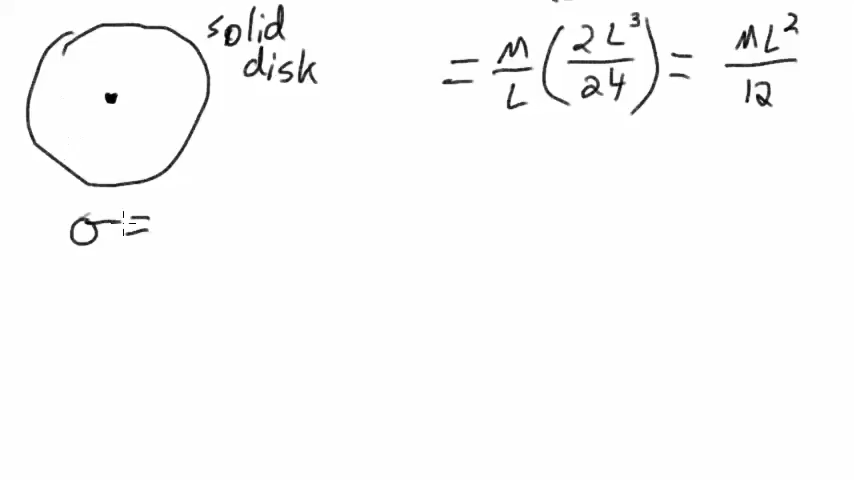 solid
disk
= M/L (2L³/24) = ML²/12
σ =